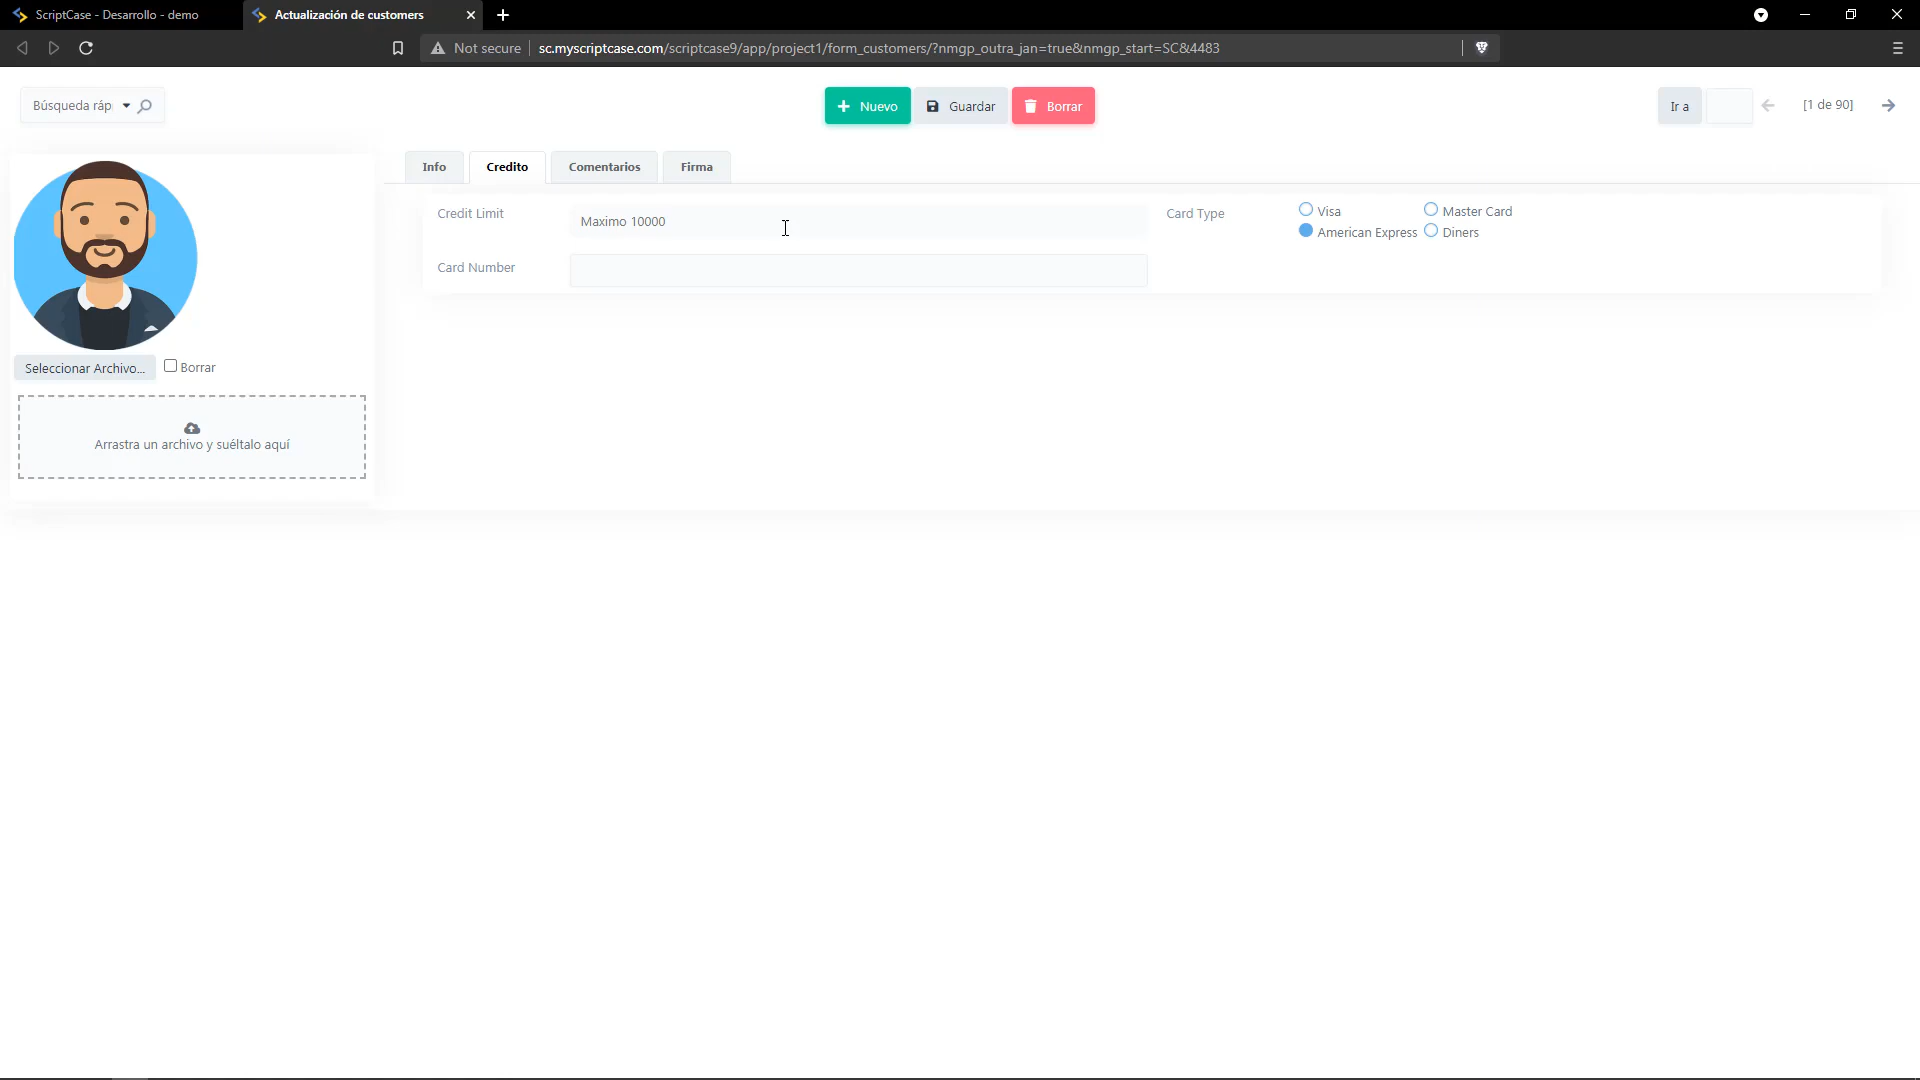 ScriptCase - Desarrollo - demo
Actualización de customers
Not secure
sc.myscriptcase.com/scriptcase9/app/project1/form_customers/?nmgp_outra_jan=true&nmgp_start=SC&4483
Búsqueda ráp
Nuevo
Guardar
Borrar
Ir a
[1 de 90]
Info
Credito
Comentarios
Firma
Credit Limit
Maximo 10000
Card Type
Visa
Master Card
American Express
Diners
Card Number
Seleccionar Archivo...
Borrar
Arrastra un archivo y suéltalo aquí